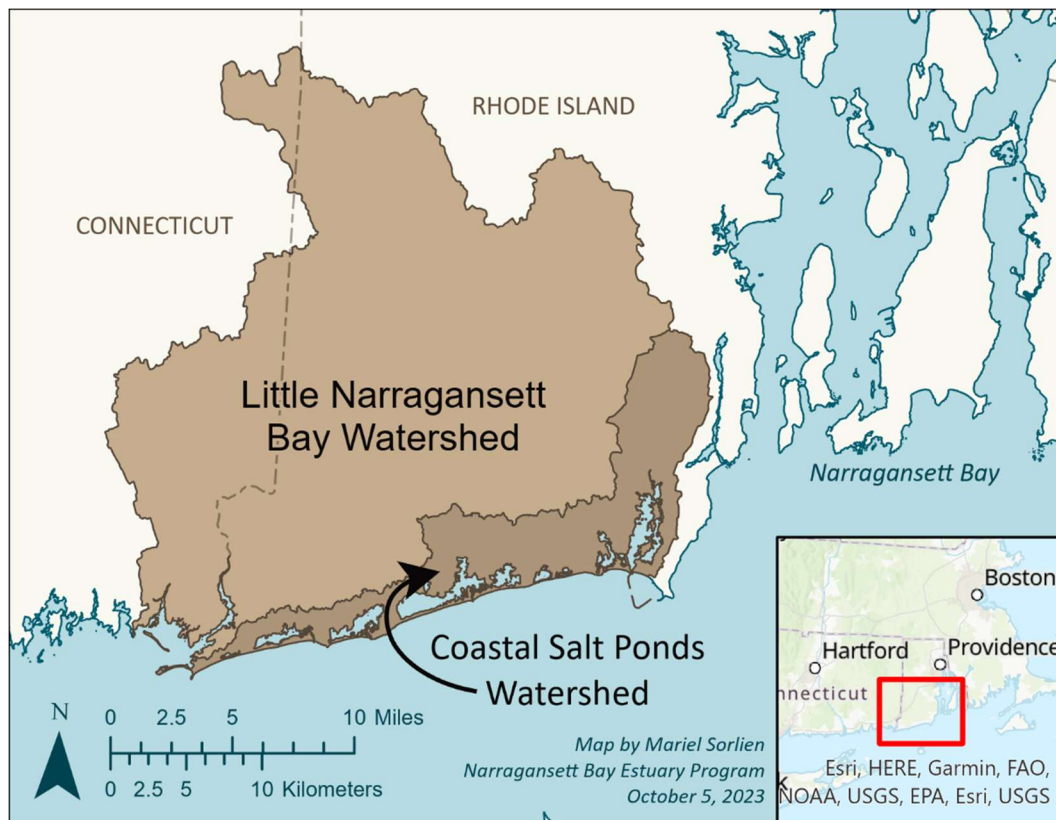 RHODE ISLAND
CONNECTICUT
Little Narragansett
Bay Watershed
Narragansett Bay
Coastal Salt Ponds
Watershed
N
0 2.5 5 10 Miles
0 2.5 5 10 Kilometers
Map by Mariel Sorlien
Narragansett Bay Estuary Program
October 5, 2023
Boston
Hartford
Providence
nnecticut
k
Esri, HERE, Garmin, FAO,
NOAA, USGS, EPA, Esri, USGS